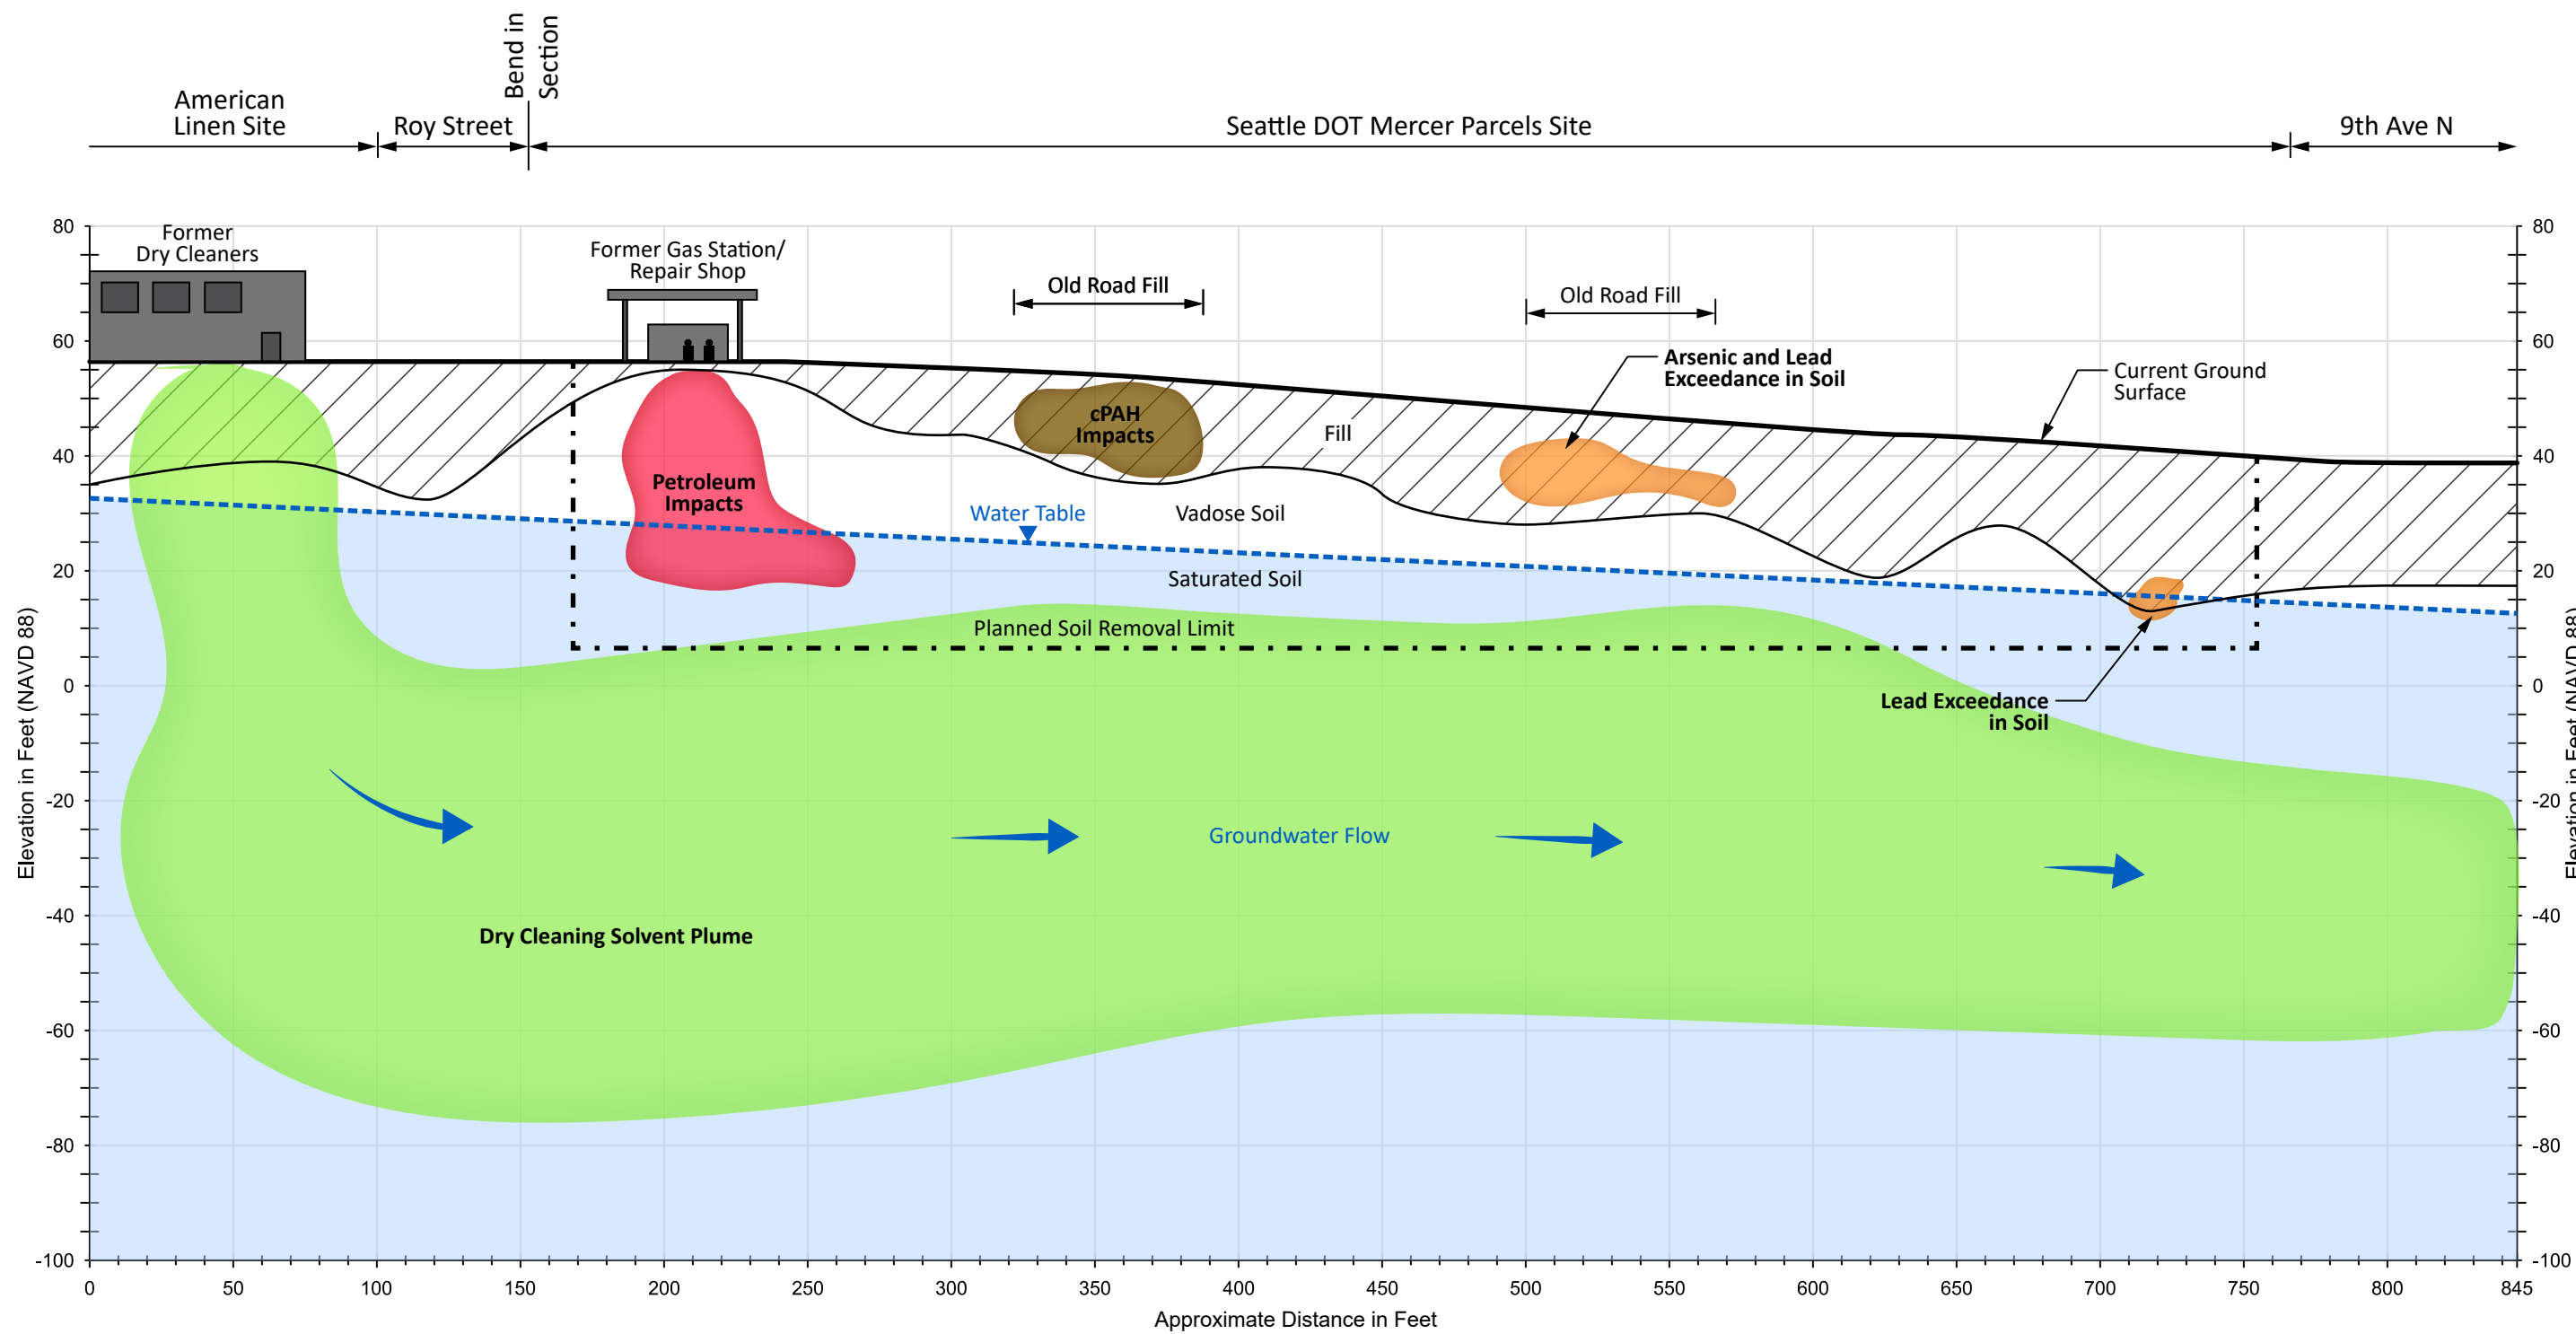 Bend in
Section
American
Linen Site
Roy Street
Seattle DOT Mercer Parcels Site
9th Ave N
80
60
40
20
0
-20
-40
-60
-80
-100
Elevation in Feet (NAVD 88)
Former
Dry Cleaners
Former Gas Station/
Repair Shop
Old Road Fill
Old Road Fill
Arsenic and Lead
Exceedance in Soil
Current Ground
Surface
cPAH
Impacts
Fill
Petroleum
Impacts
Water Table
Vadose Soil
Saturated Soil
Planned Soil Removal Limit
Lead Exceedance
in Soil
Groundwater Flow
Dry Cleaning Solvent Plume
80
60
40
20
0
-20
-40
-60
-80
-100
Elevation in Feet (NAVD 88)
0 50 100 150 200 250 300 350 400 450 500 550 600 650 700 750 800 845
Approximate Distance in Feet